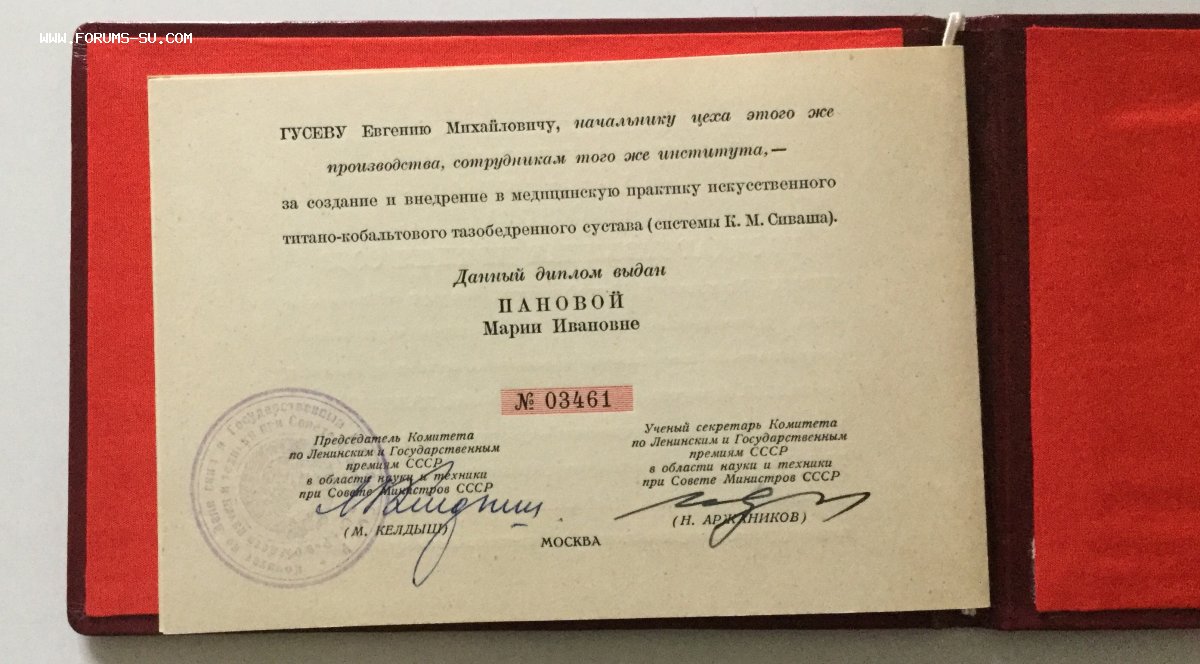 WWW.FORUMS-SU.COM
ГУСЕВУ Евгению Михайловичу, начальнику цеха этого же
производства, сотрудникам того же института,—
за создание и внедрение в медицинскую практику искусственного
титано-кобальтового тазобедренного сустава (системы К. М. Сиваша).
Данный диплом выдан
ПАНОВОЙ
Марии Ивановне
№ 03461
Председатель Комитета
по Ленинским и Государственным
премиям СССР
в области науки и техники
при Совете Министров СССР
(М. КЕЛДЫШ)
Ученый секретарь Комитета
по Ленинским и Государственным
премиям СССР
в области науки и техники
при Совете Министров СССР
(Н. АРЖАНИКОВ)
МОСКВА